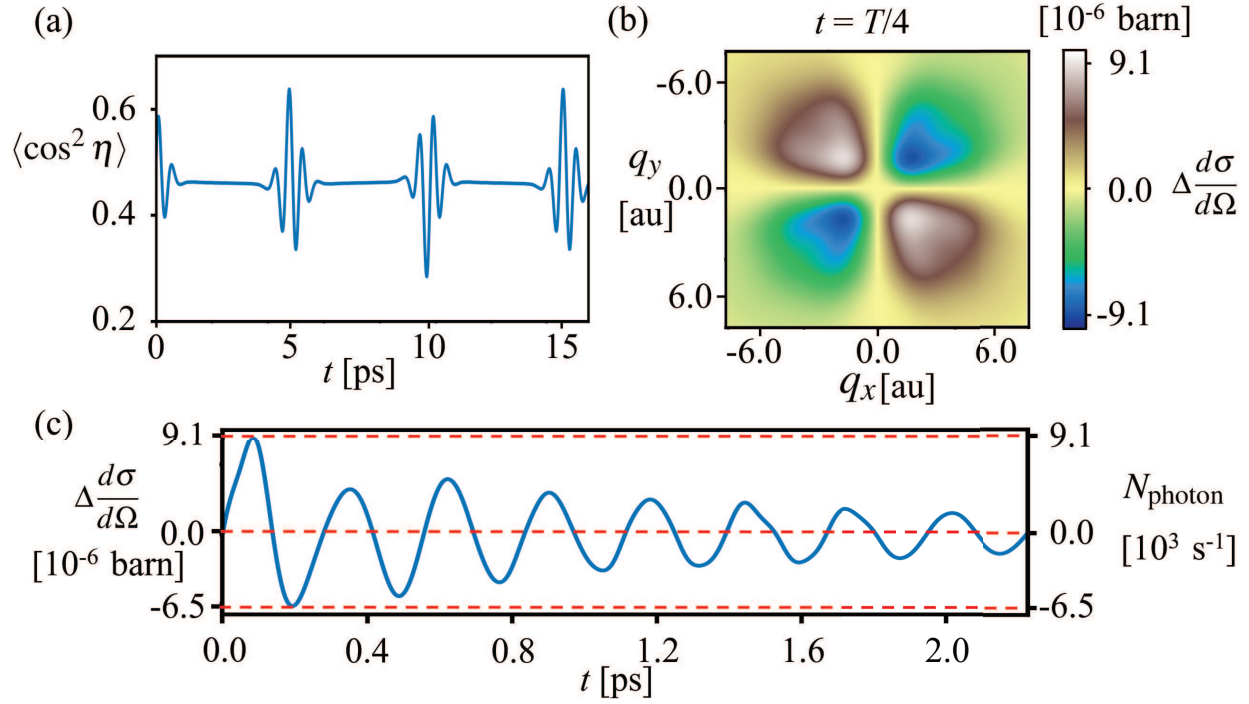 (a)
0.6
⟨cos² η⟩
0.4
0.2
0 5 10 15
t [ps]
(b)
t = T/4
[10⁻⁶ barn]
-6.0
q_y
0.0
[au]
6.0
-6.0 0.0 6.0
q_x [au]
9.1
0.0
-9.1
Δ dσ/dΩ
(c)
9.1
Δ dσ/dΩ
0.0
[10⁻⁶ barn]
-6.5
0.0 0.4 0.8 1.2 1.6 2.0
t [ps]
9.1
N_photon
0.0
[10³ s⁻¹]
-6.5